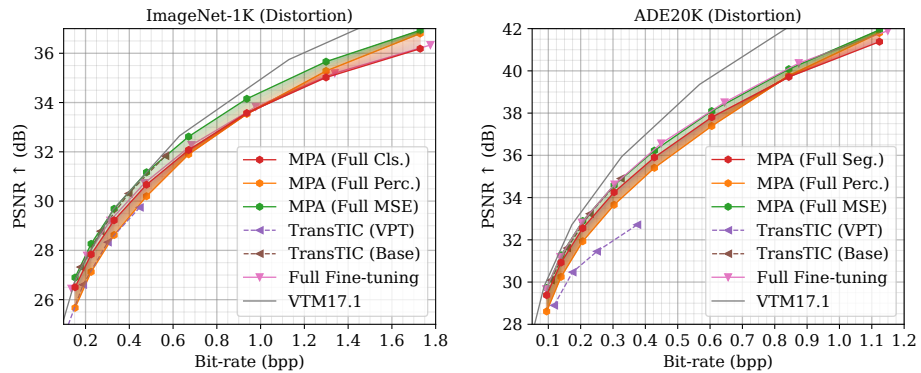 ImageNet-1K (Distortion)
PSNR ↑ (dB)
36
34
32
30
28
26
0.2 0.4 0.6 0.8 1.0 1.2 1.4 1.6 1.8
Bit-rate (bpp)
MPA (Full Cls.)
MPA (Full Perc.)
MPA (Full MSE)
TransTIC (VPT)
TransTIC (Base)
Full Fine-tuning
VTM17.1
ADE20K (Distortion)
PSNR ↑ (dB)
42
40
38
36
34
32
30
28
0.1 0.2 0.3 0.4 0.5 0.6 0.7 0.8 0.9 1.0 1.1 1.2
Bit-rate (bpp)
MPA (Full Seg.)
MPA (Full Perc.)
MPA (Full MSE)
TransTIC (VPT)
TransTIC (Base)
Full Fine-tuning
VTM17.1